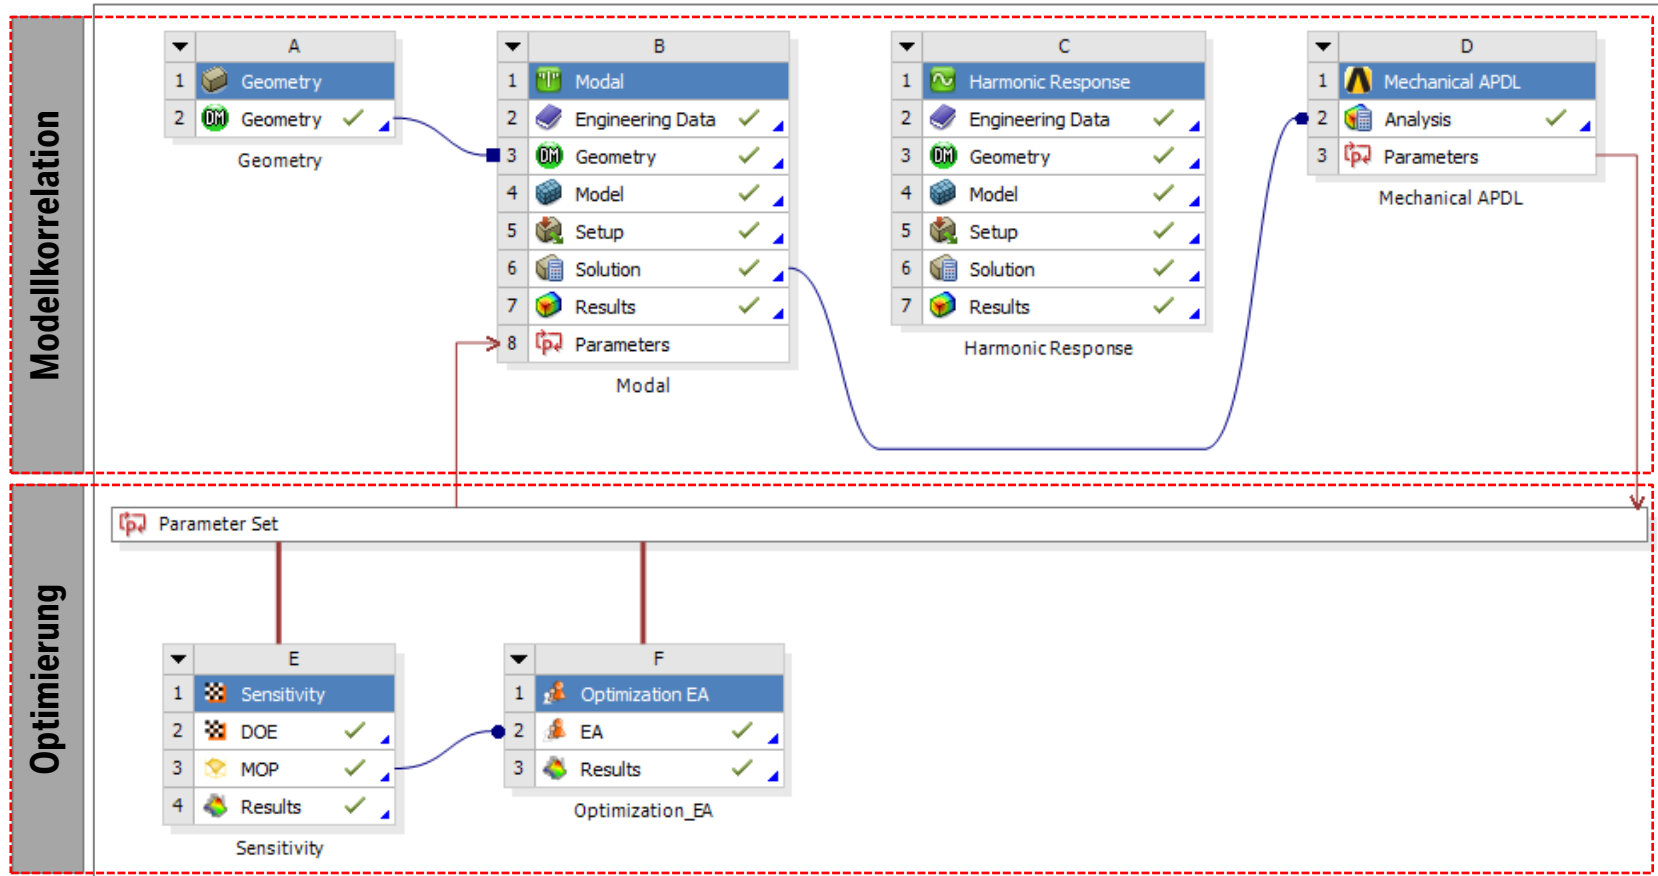 Modellkorrelation
A
1 Geometry
2 Geometry
Geometry
B
1 Modal
2 Engineering Data
3 Geometry
4 Model
5 Setup
6 Solution
7 Results
8 Parameters
Modal
C
1 Harmonic Response
2 Engineering Data
3 Geometry
4 Model
5 Setup
6 Solution
7 Results
Harmonic Response
D
1 Mechanical APDL
2 Analysis
3 Parameters
Mechanical APDL
Optimierung
Parameter Set
E
1 Sensitivity
2 DOE
3 MOP
4 Results
Sensitivity
F
1 Optimization EA
2 EA
3 Results
Optimization_EA